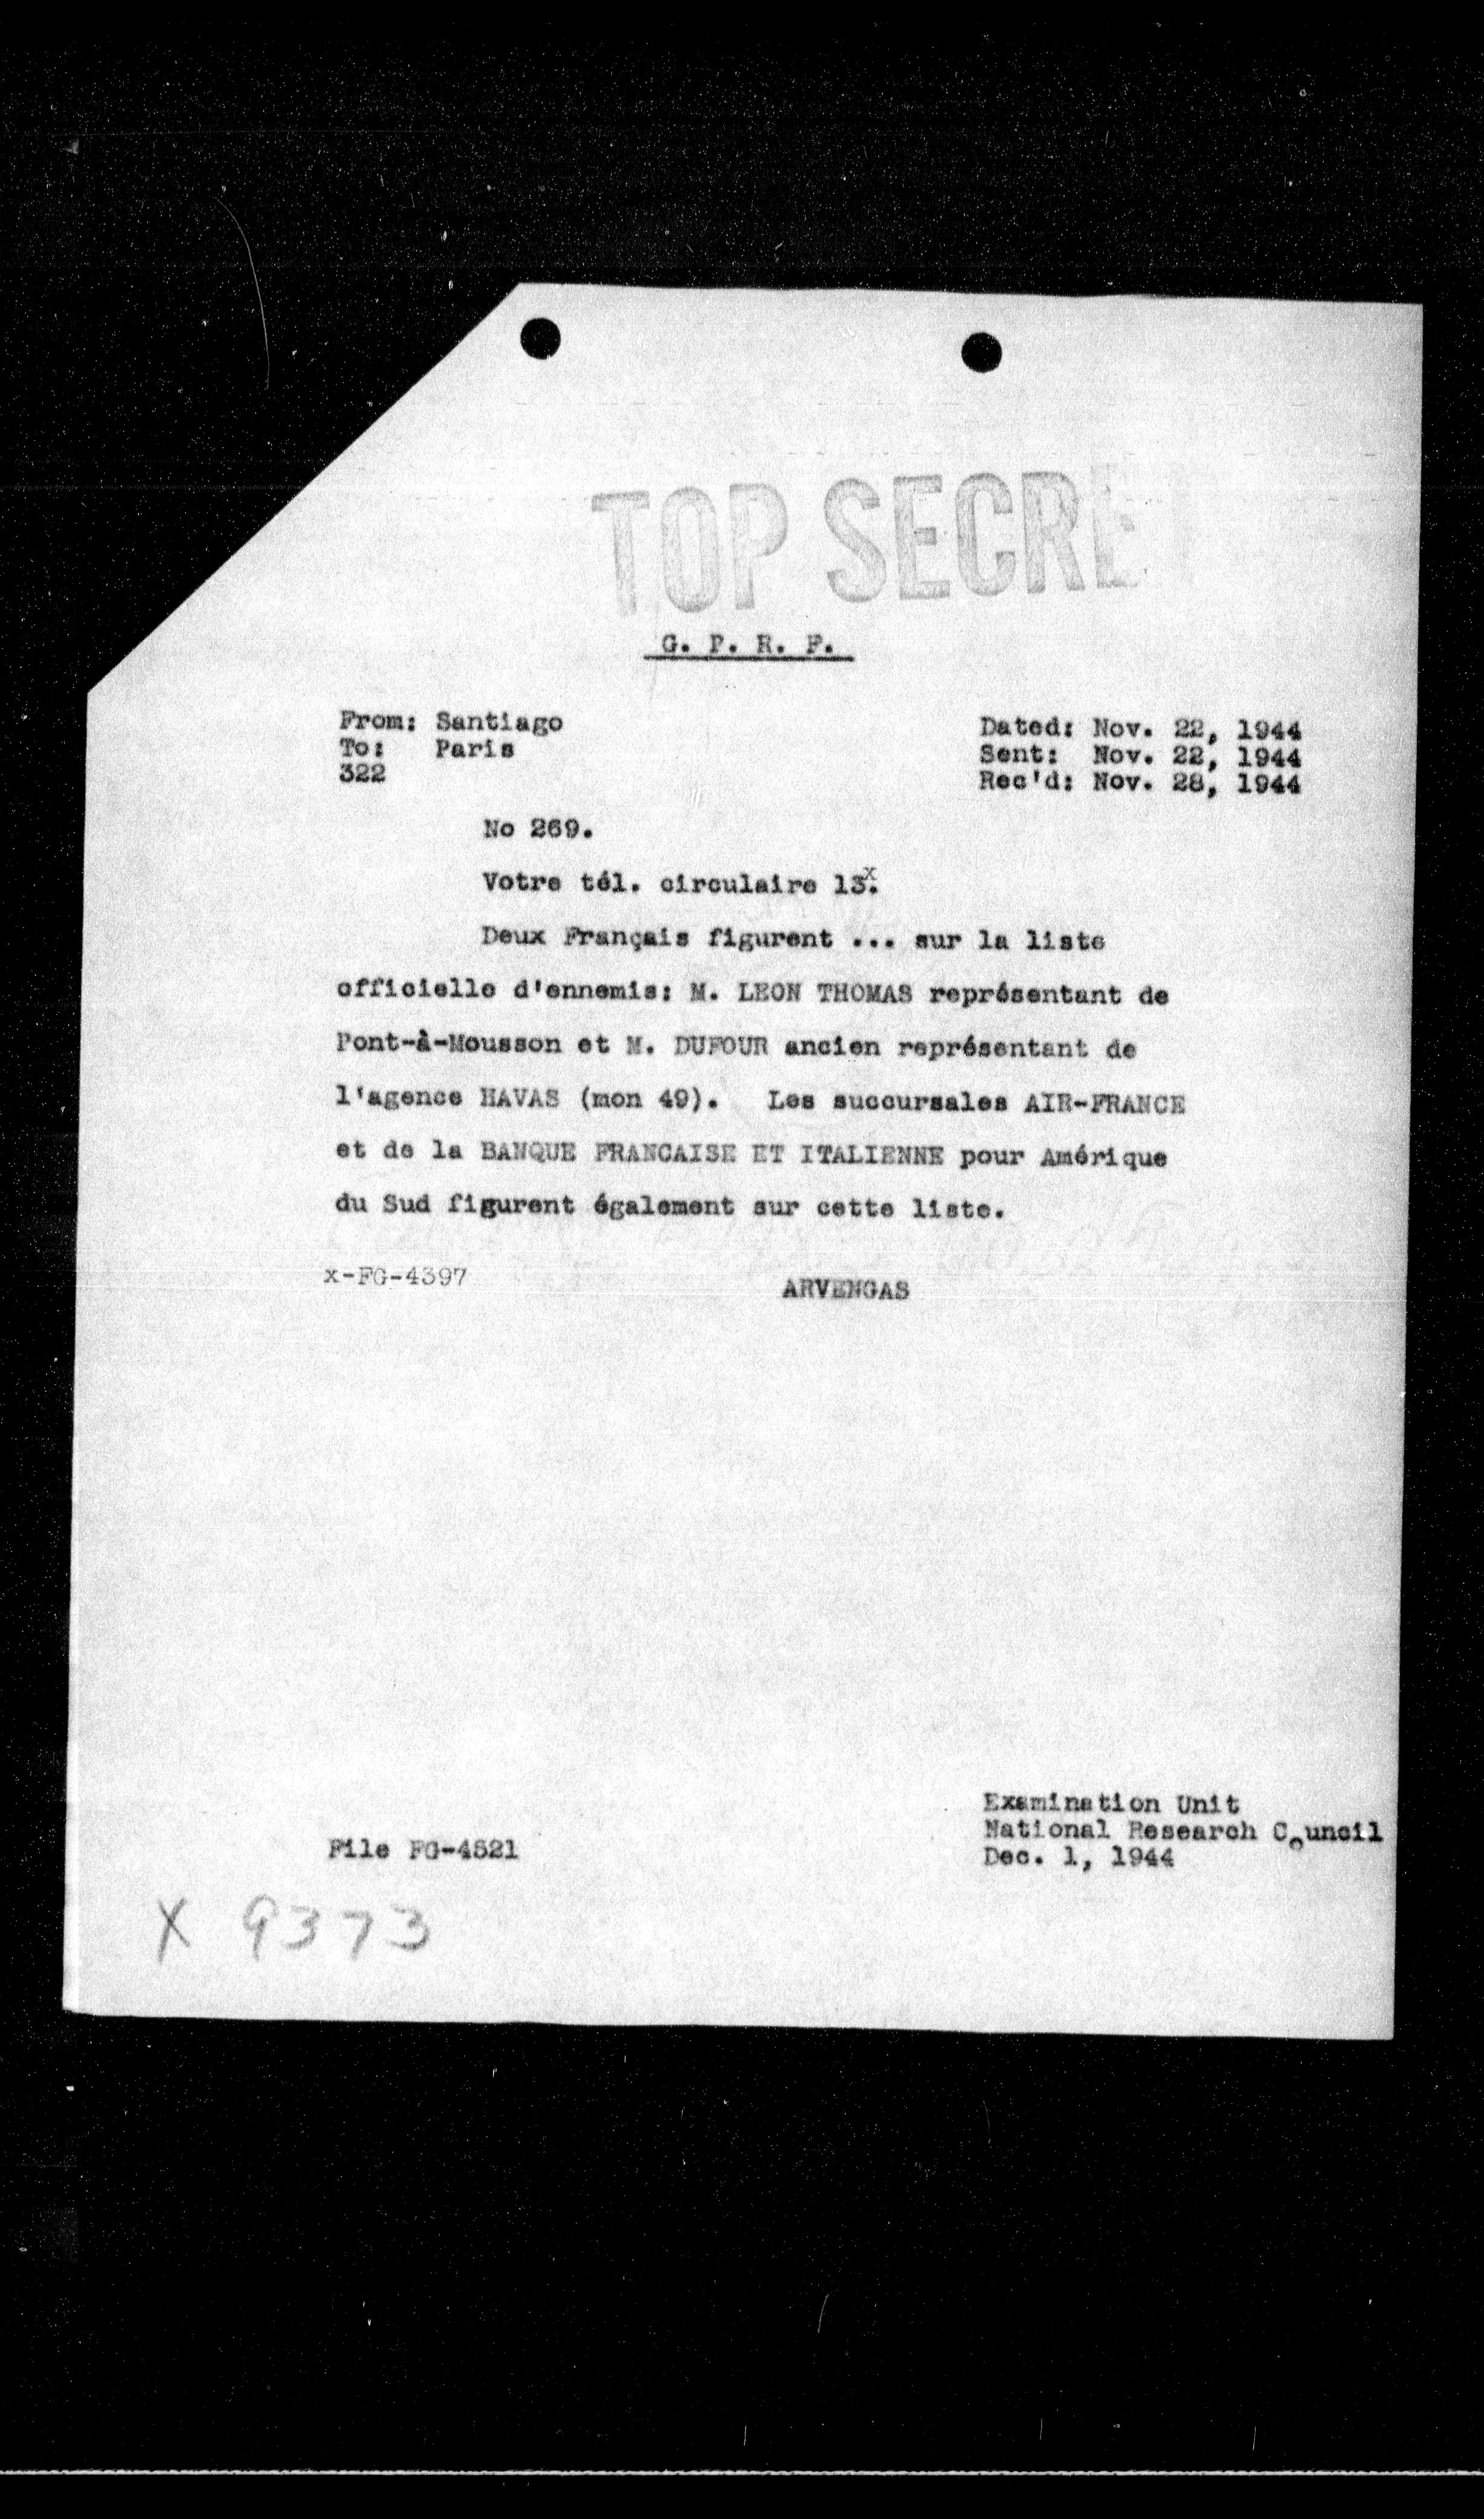 TOP SECRE
G. P. R. F.
From: Santiago
To: Paris
322
Dated: Nov. 22, 1944
Sent: Nov. 22, 1944
Rec'd: Nov. 28, 1944
No 269.
Votre tél. circulaire 13x.
Deux Français figurent ... sur la liste
officielle d'ennemis: M. LEON THOMAS représentant de
Pont-à-Mousson et M. DUFOUR ancien représentant de
l'agence HAVAS (mon 49). Les succursales AIR-FRANCE
et de la BANQUE FRANCAISE ET ITALIENNE pour Amérique
du Sud figurent également sur cette liste.
x-FG-4397
ARVENGAS
Examination Unit
National Research Council
Dec. 1, 1944
File FG-4521
X 9373